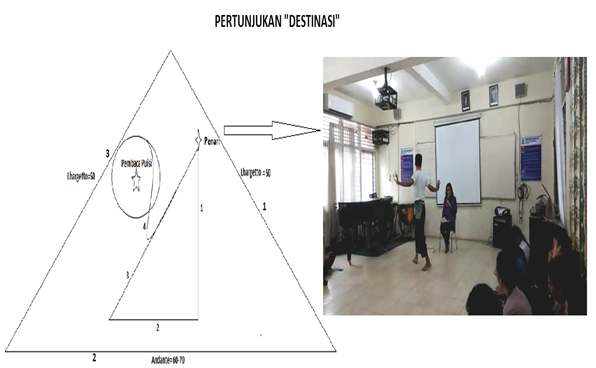 PERTUNJUKAN "DESTINASI"
3
Pembaca Puisi
Penari
Lhargetto=50
Lhargetto = 50
1
1
4
3
2
2
Andante=60-70